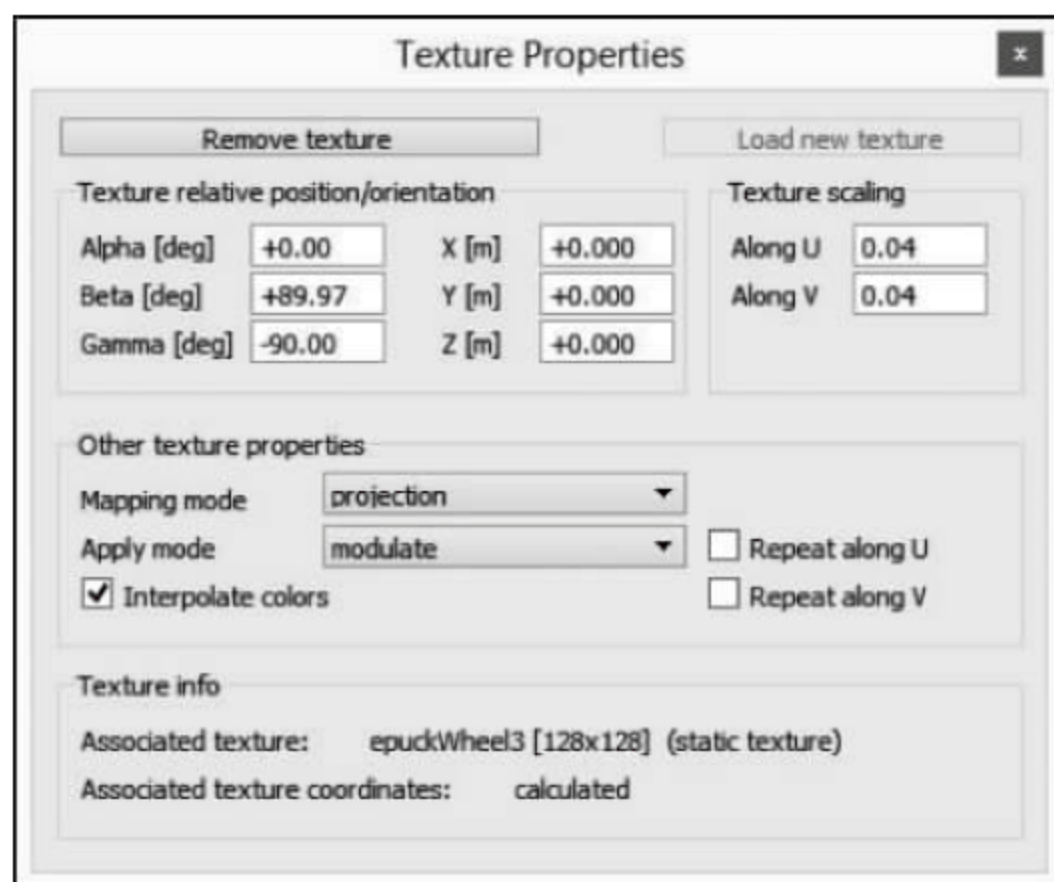 Texture Properties
x
Remove texture Load new texture
Texture relative position/orientation Texture scaling
Alpha [deg] +0.00 X [m] +0.000 Along U 0.04
Beta [deg] +89.97 Y [m] +0.000 Along V 0.04
Gamma [deg] -90.00 Z [m] +0.000
Other texture properties
Mapping mode projection
Apply mode modulate Repeat along U
Interpolate colors Repeat along V
Texture info
Associated texture: epuckWheel3 [128x128] (static texture)
Associated texture coordinates: calculated